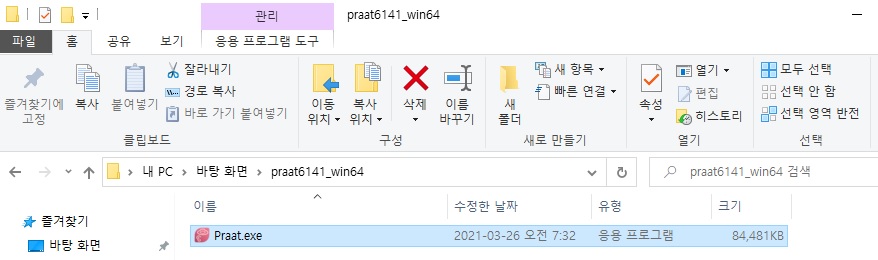 관리
praat6141_win64
파일
홈
공유
보기
응용 프로그램 도구
즐겨찾기에
고정
복사
붙여넣기
잘라내기
경로 복사
바로 가기 붙여넣기
클립보드
이동
위치
복사
위치
삭제
이름
바꾸기
구성
새
폴더
새 항목
빠른 연결
새로 만들기
속성
열기
편집
히스토리
열기
모두 선택
선택 안 함
선택 영역 반전
선택
내 PC > 바탕 화면 > praat6141_win64
praat6141_win64 검색
이름 수정한 날짜 유형 크기
즐겨찾기
Praat.exe 2021-03-26 오전 7:32 응용 프로그램 84,481KB
바탕 화면